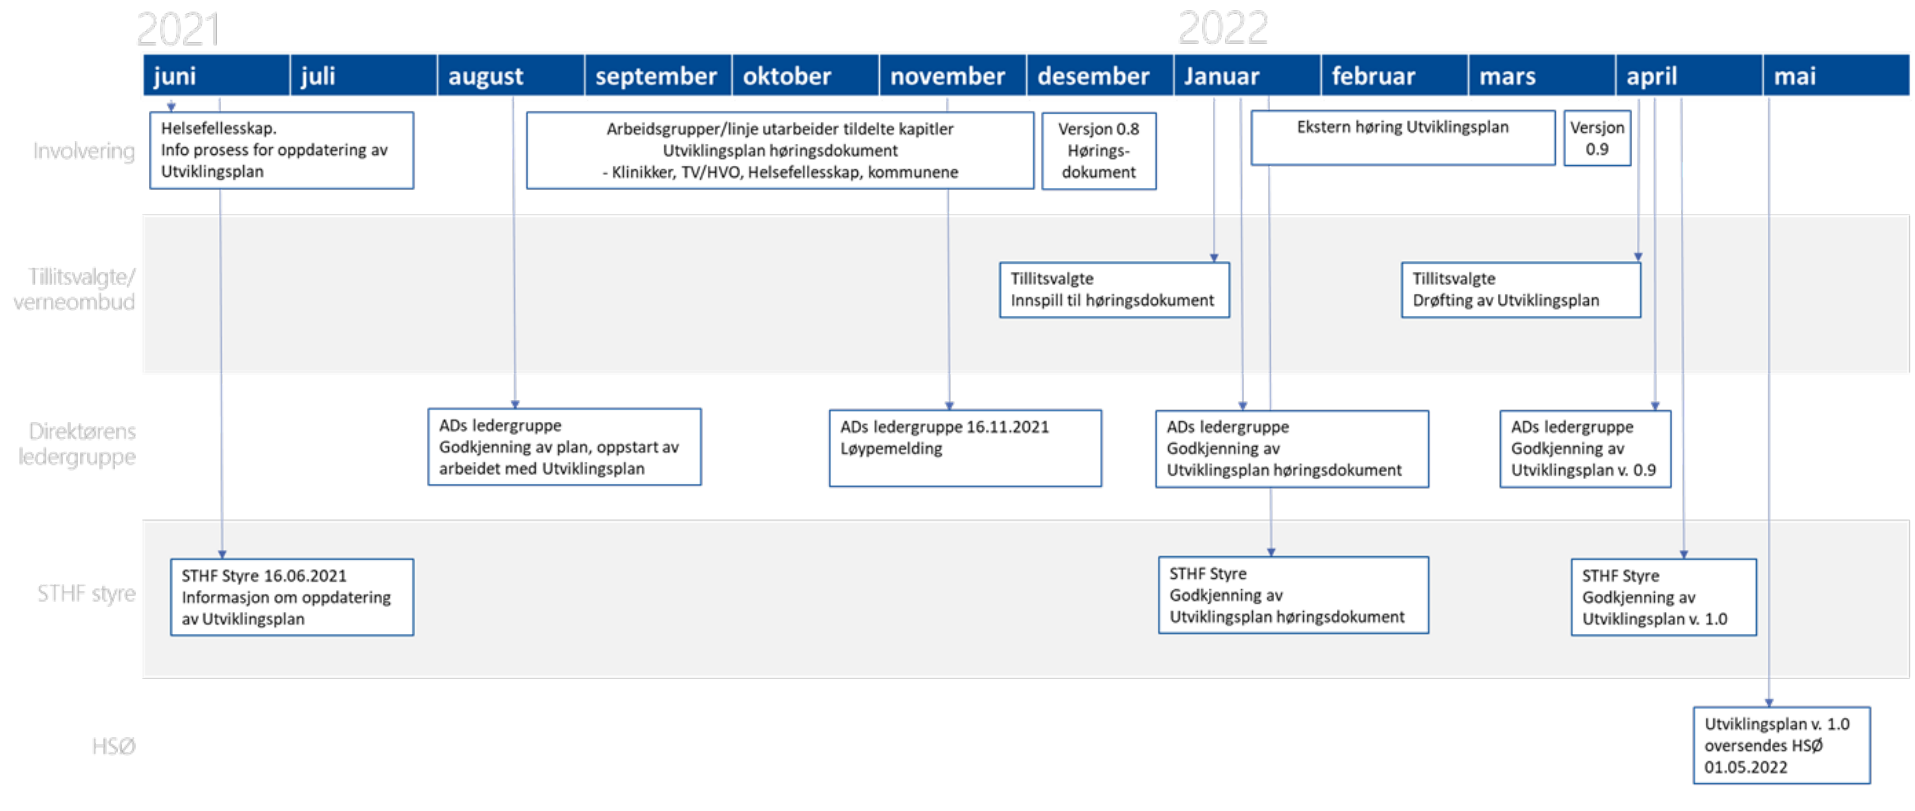 2021
2022
juni
juli
august
september
oktober
november
desember
Januar
februar
mars
april
mai
Involvering
Helsefellesskap.
Info prosess for oppdatering av
Utviklingsplan
Arbeidsgrupper/linje utarbeider tildelte kapitler
Utviklingsplan høringsdokument
- Klinikker, TV/HVO, Helsefellesskap, kommunene
Versjon 0.8
Hørings-
dokument
Ekstern høring Utviklingsplan
Versjon
0.9
Tillitsvalgte/
verneombud
Tillitsvalgte
Innspill til høringsdokument
Tillitsvalgte
Drøfting av Utviklingsplan
Direktørens
ledergruppe
ADs ledergruppe
Godkjenning av plan, oppstart av
arbeidet med Utviklingsplan
ADs ledergruppe 16.11.2021
Løypemelding
ADs ledergruppe
Godkjenning av
Utviklingsplan høringsdokument
ADs ledergruppe
Godkjenning av
Utviklingsplan v. 0.9
STHF styre
STHF Styre 16.06.2021
Informasjon om oppdatering
av Utviklingsplan
STHF Styre
Godkjenning av
Utviklingsplan høringsdokument
STHF Styre
Godkjenning av
Utviklingsplan v. 1.0
HSØ
Utviklingsplan v. 1.0
oversendes HSØ
01.05.2022